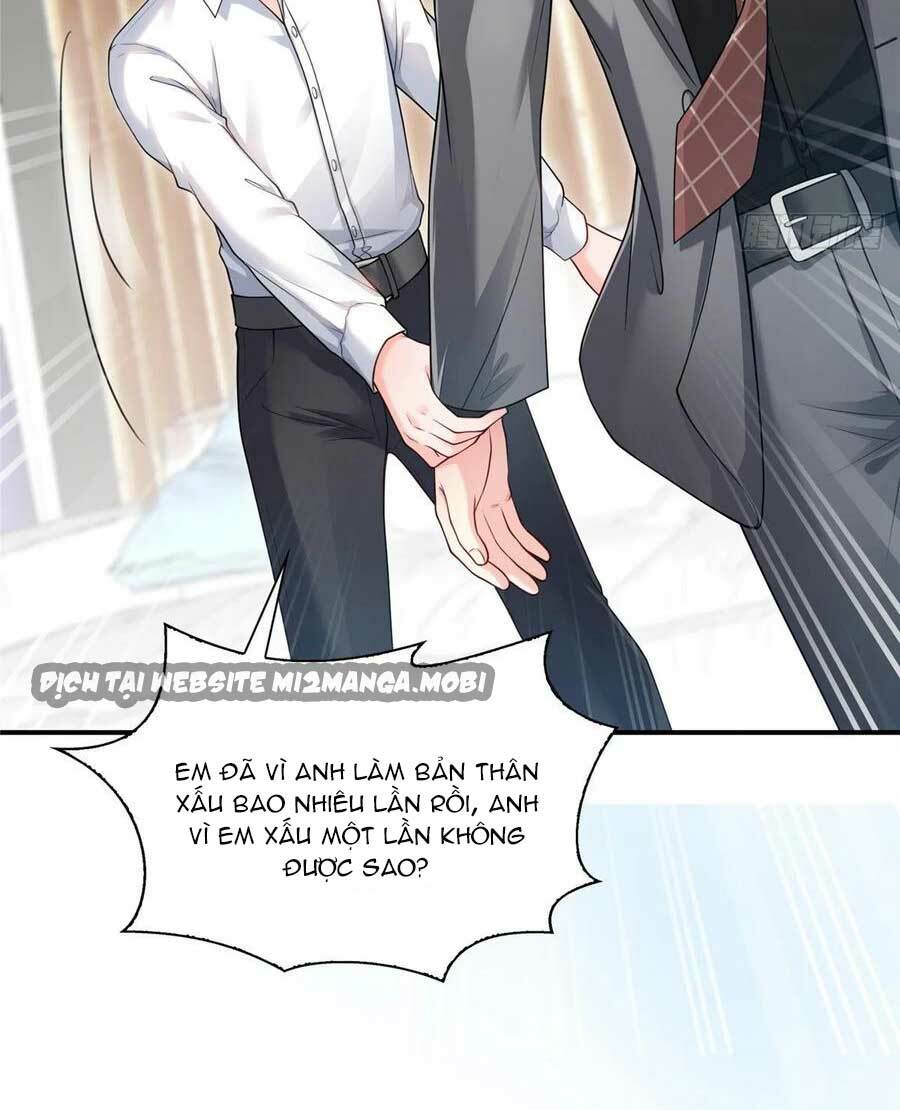 DỊCH TẠI WEBSITE MI2MANGA.MOBI
EM ĐÃ VÌ ANH LÀM BẢN THÂN
XẤU BAO NHIÊU LẦN RỒI, ANH
VÌ EM XẤU MỘT LẦN KHÔNG
ĐƯỢC SAO?